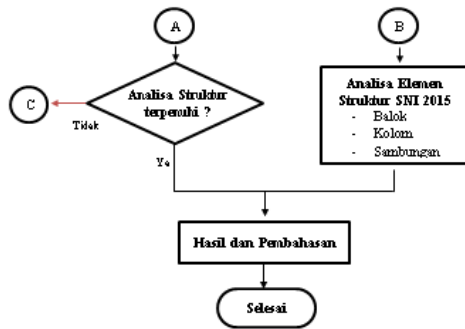 A
B
C
Analisa Struktur
terpenuhi ?
Tidak
Ya
Analisa Elemen
Struktur SNI 2015
- Balok
- Kolom
- Sambungan
Hasil dan Pembahasan
Selesai